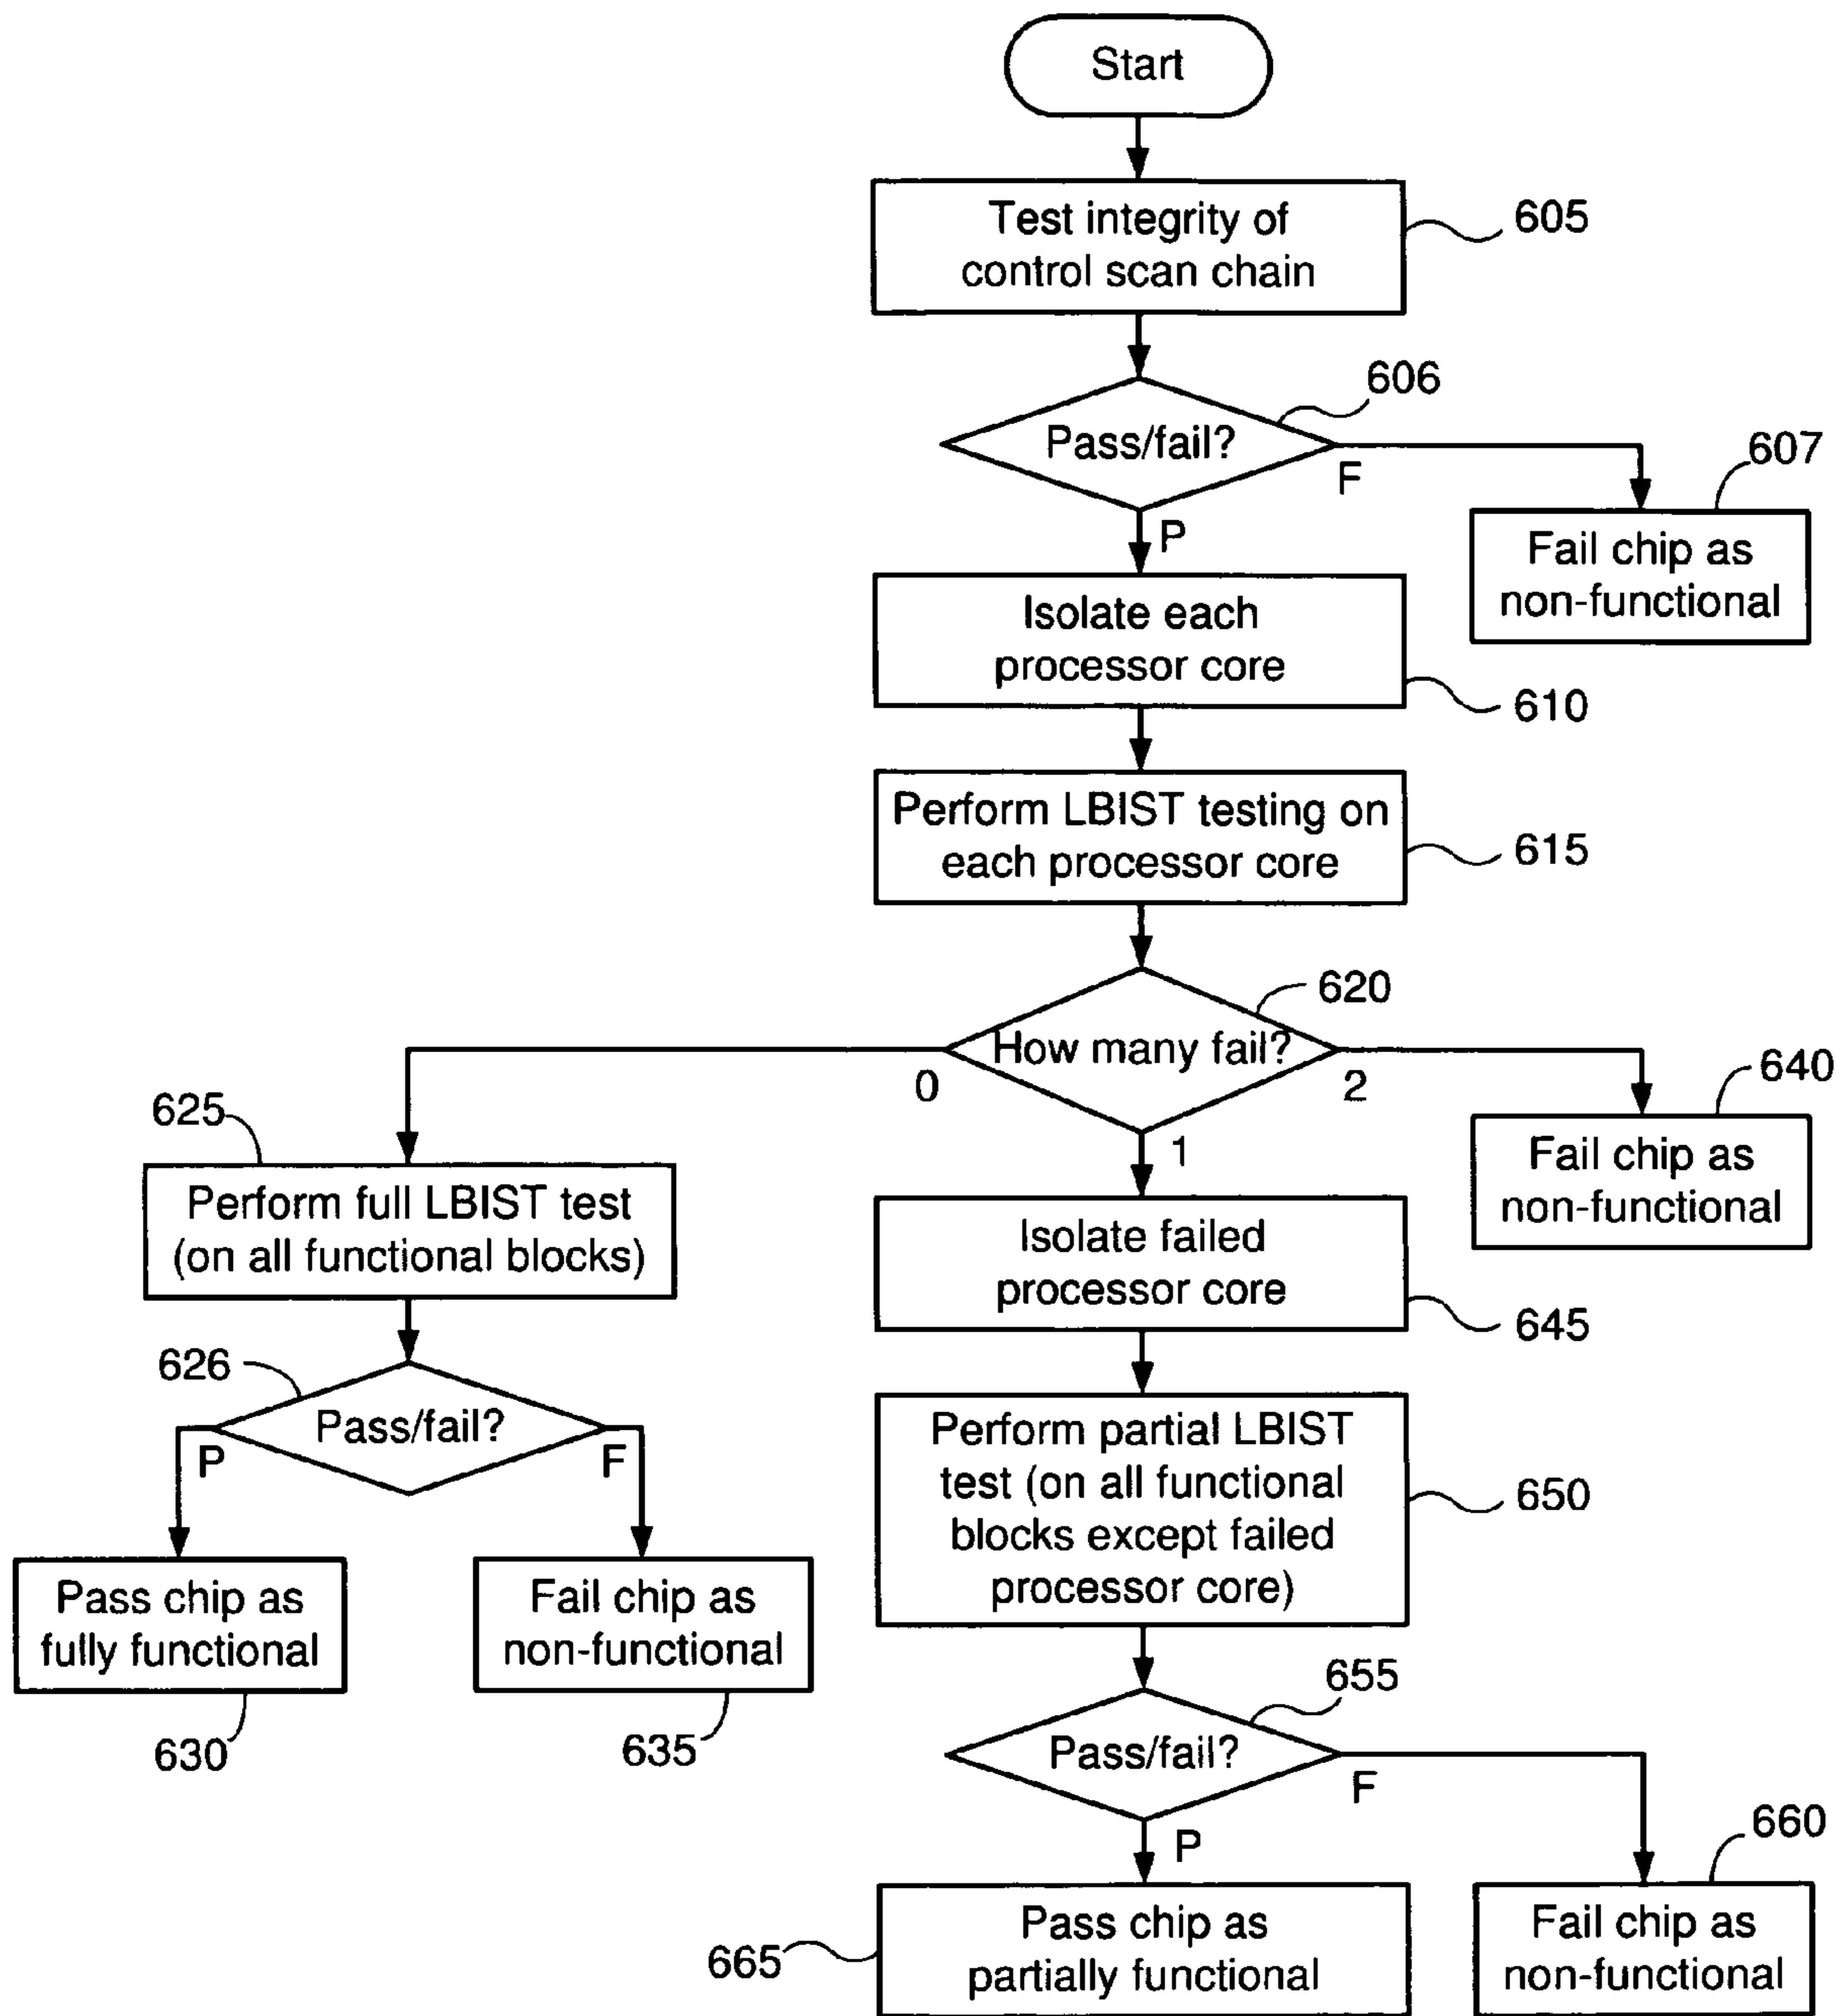 Start
Test integrity of
control scan chain
605
606
Pass/fail?
F
607
P
Fail chip as
non-functional
Isolate each
processor core
610
Perform LBIST testing on
each processor core
615
620
How many fail?
0
2
1
640
Fail chip as
non-functional
625
Perform full LBIST test
(on all functional blocks)
Isolate failed
processor core
645
626
Pass/fail?
P
F
Perform partial LBIST
test (on all functional
blocks except failed
processor core)
650
Pass chip as
fully functional
630
Fail chip as
non-functional
635
655
Pass/fail?
F
P
660
665
Pass chip as
partially functional
Fail chip as
non-functional